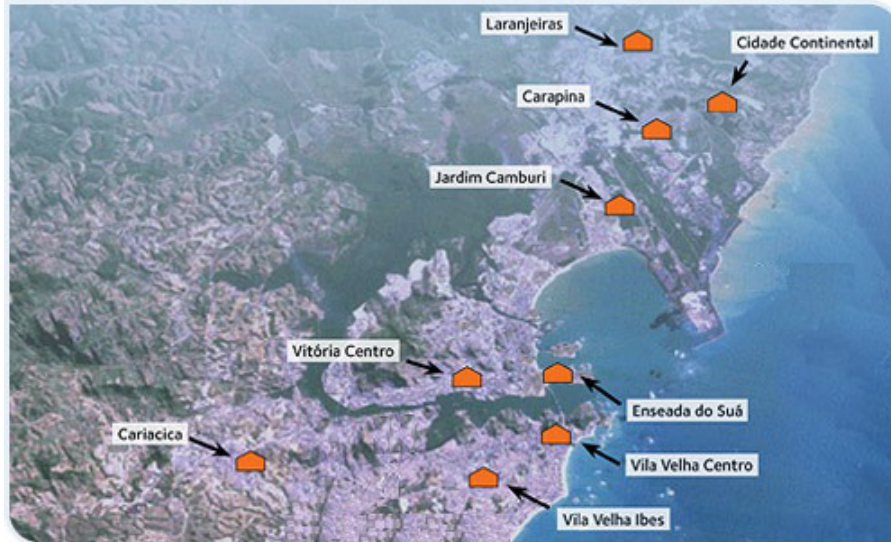 Laranjeiras
Cidade Continental
Carapina
Jardim Camburi
Vitória Centro
Enseada do Suá
Cariacica
Vila Velha Centro
Vila Velha Ibes